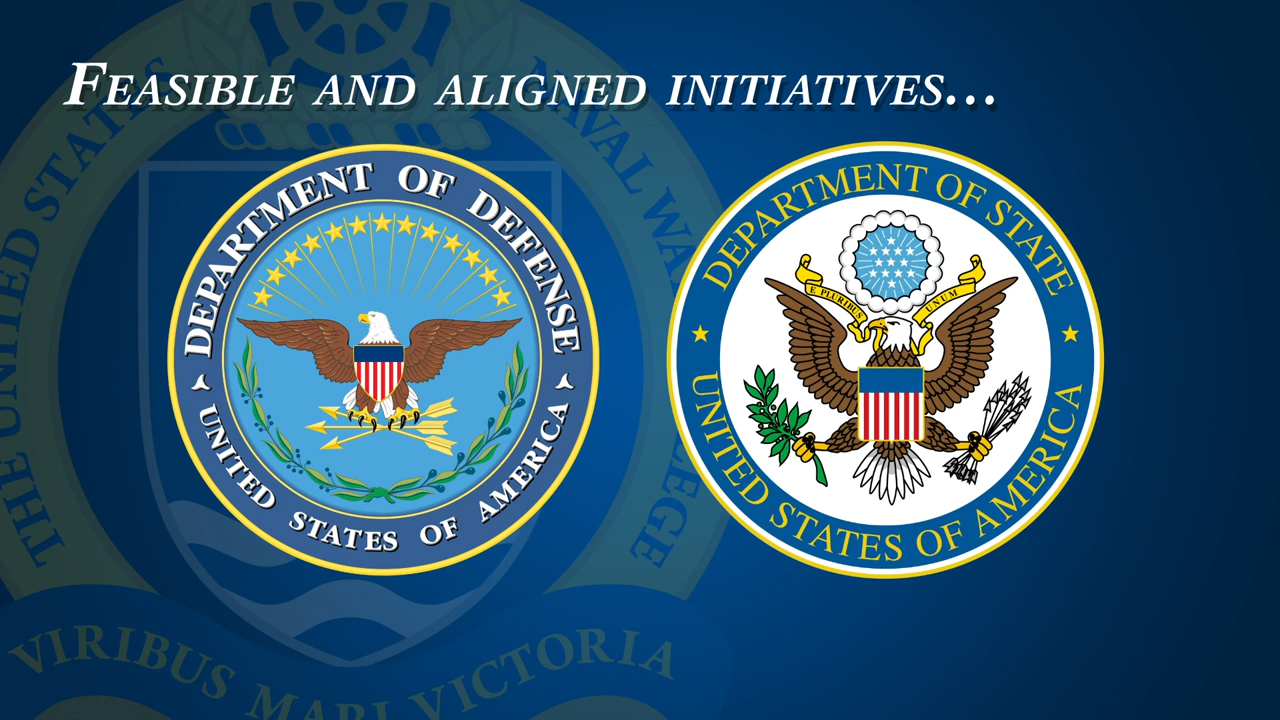 FEASIBLE AND ALIGNED INITIATIVES...
DEPARTMENT OF DEFENSE
UNITED STATES OF AMERICA
DEPARTMENT OF STATE
E PLURIBUS UNUM
UNITED STATES OF AMERICA
THE UNITED STATES NAVAL WAR COLLEGE
VIRIBUS MARI VICTORIA